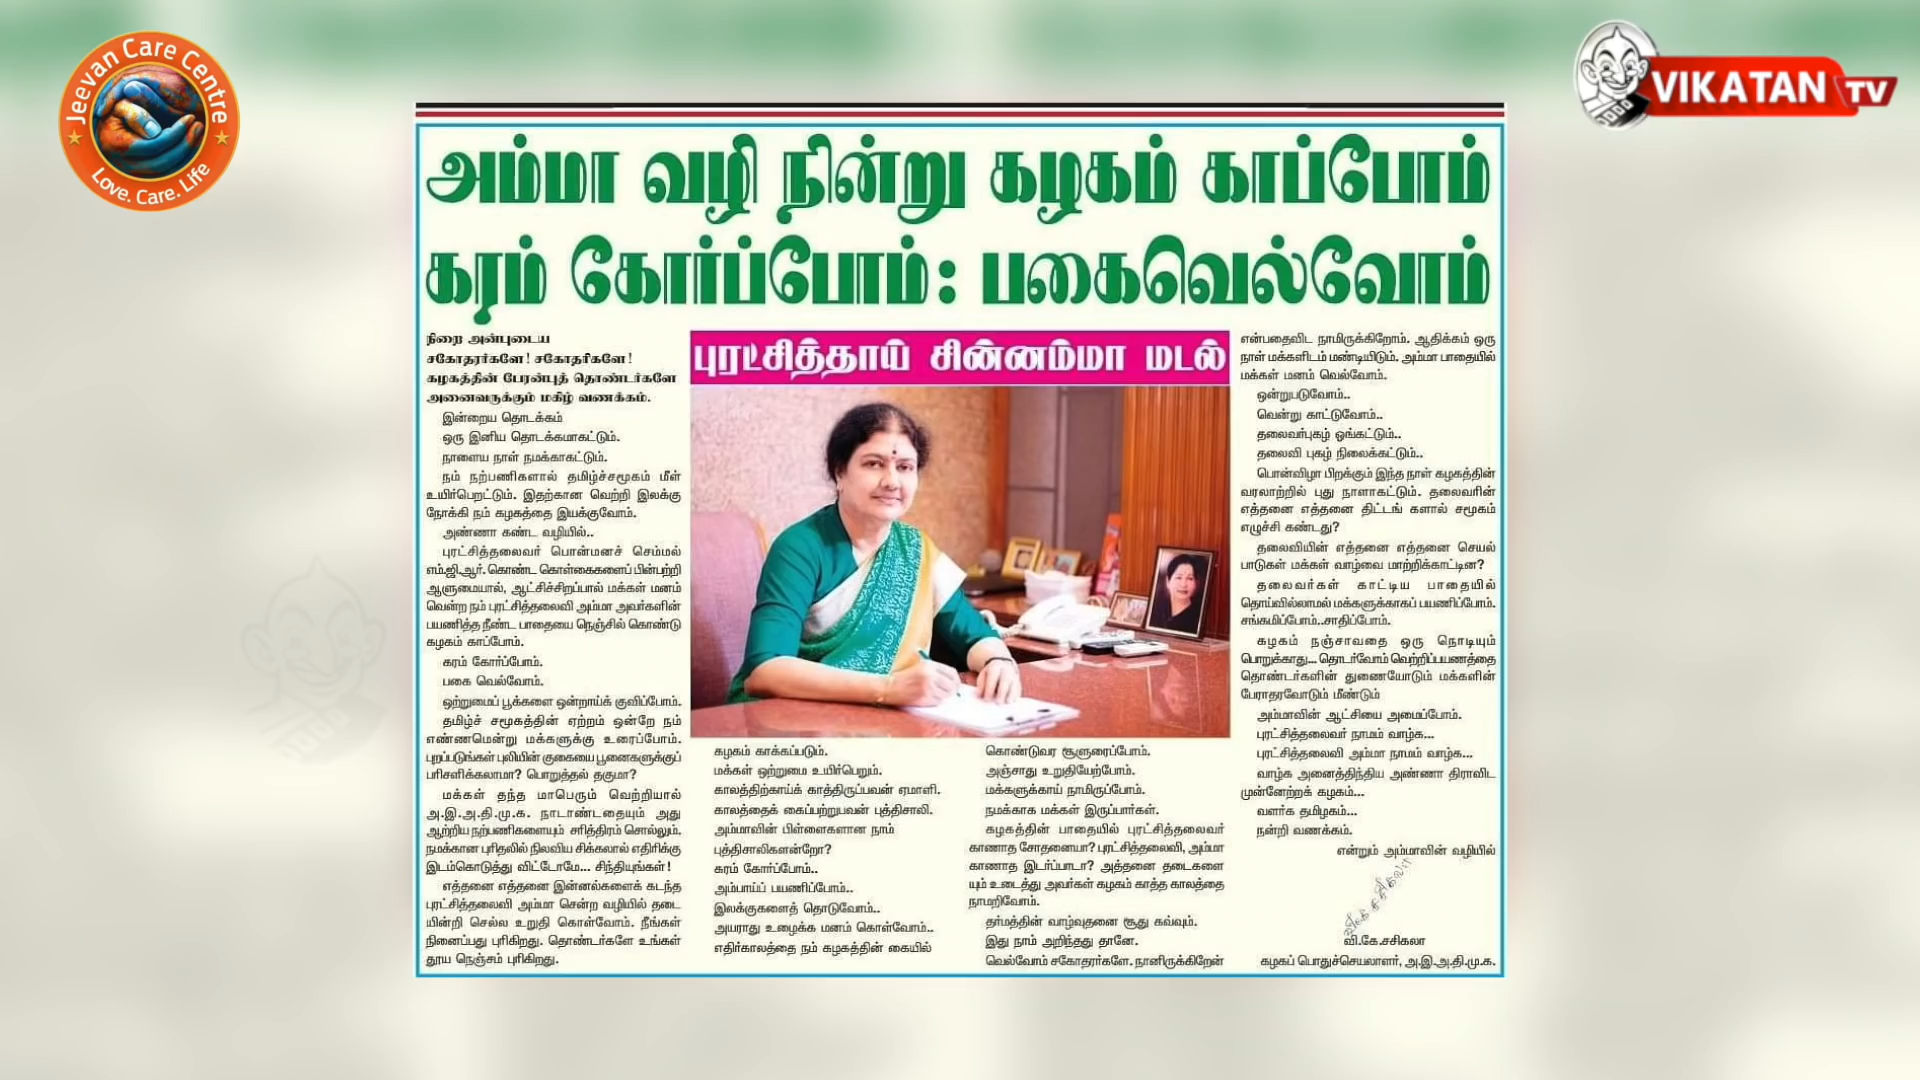 Jeevan Care Centre
Love. Care. Life
VIKATAN TV
அம்மா வழி நின்று கழகம் காப்போம்
கரம் கோர்ப்போம்: பகைவெல்வோம்
நிறை அன்புடைய
சகோதரர்களே! சகோதரிகளே!
கழகத்தின் பேரன்புத் தொண்டர்களே
அனைவருக்கும் மகிழ் வணக்கம்.
இன்றைய தொடக்கம்
ஒரு இனிய தொடக்கமாகட்டும்.
நாளைய நாள் நமக்காகட்டும்.
நம் நற்பணிகளால் தமிழ்ச்சமூகம் மீள்
உயிர்பெறட்டும். இதற்கான வெற்றி இலக்கு
நோக்கி நம் கழகத்தை இயக்குவோம்.
அண்ணா கண்ட வழியில்..
புரட்சித்தலைவர் பொன்மனச் செம்மல்
எம்.ஜி.ஆர். கொண்ட கொள்கைகளைப் பின்பற்றி
ஆளுமையால், ஆட்சிச்சிறப்பால் மக்கள் மனம்
வென்ற நம் புரட்சித்தலைவி அம்மா அவர்களின்
பயணித்த நீண்ட பாதையை நெஞ்சில் கொண்டு
கழகம் காப்போம்.
கரம் கோர்ப்போம்.
பகை வெல்வோம்.
ஒற்றுமைப் பூக்களை ஒன்றாய்க் குவிப்போம்.
தமிழ்ச் சமூகத்தின் ஏற்றம் ஒன்றே நம்
எண்ணமென்று மக்களுக்கு உரைப்போம்.
புறப்படுங்கள் புலியின் குகையை பூனைகளுக்குப்
பரிசளிக்கலாமா? பொறுத்தல் தகுமா?
மக்கள் தந்த மாபெரும் வெற்றியால்
அ.இ.அ.தி.மு.க. நாடாண்டதையும் அது
ஆற்றிய நற்பணிகளையும் சரித்திரம் சொல்லும்.
நமக்கான புரிதலில் நிலவிய சிக்கலால் எதிரிக்கு
இடம்கொடுத்து விட்டோமே... சிந்தியுங்கள்!
எத்தனை எத்தனை இன்னல்களைக் கடந்த
புரட்சித்தலைவி அம்மா சென்ற வழியில் தடை
யின்றி செல்ல உறுதி கொள்வோம். நீங்கள்
நினைப்பது புரிகிறது. தொண்டர்களே உங்கள்
தூய நெஞ்சம் புரிகிறது.
புரட்சித்தாய் சின்னம்மா மடல்
கழகம் காக்கப்படும்.
மக்கள் ஒற்றுமை உயிர்பெறும்.
காலத்திற்காய்க் காத்திருப்பவன் ஏமாளி.
காலத்தைக் கைப்பற்றுபவன் புத்திசாலி.
அம்மாவின் பிள்ளைகளான நாம்
புத்திசாலிகளன்றோ?
கரம் கோர்ப்போம்..
அம்பாய்ப் பயணிப்போம்..
இலக்குகளைத் தொடுவோம்..
அயராது உழைக்க மனம் கொள்வோம்..
எதிர்காலத்தை நம் கழகத்தின் கையில்
கொண்டுவர சூளுரைப்போம்.
அஞ்சாது உறுதியேற்போம்.
மக்களுக்காய் நாமிருப்போம்.
நமக்காக மக்கள் இருப்பார்கள்.
கழகத்தின் பாதையில் புரட்சித்தலைவர்
காணாத சோதனையா? புரட்சித்தலைவி, அம்மா
காணாத இடர்ப்பாடா? அத்தனை தடைகளை
யும் உடைத்து அவர்கள் கழகம் காத்த காலத்தை
நாமறிவோம்.
தர்மத்தின் வாழ்வுதனை சூது கவ்வும்.
இது நாம் அறிந்தது தானே.
வெல்வோம் சகோதரர்களே. நானிருக்கிறேன்
என்பதைவிட நாமிருக்கிறோம். ஆதிக்கம் ஒரு
நாள் மக்களிடம் மண்டியிடும். அம்மா பாதையில்
மக்கள் மனம் வெல்வோம்.
ஒன்றுபடுவோம்..
வென்று காட்டுவோம்..
தலைவர்புகழ் ஓங்கட்டும்..
தலைவி புகழ் நிலைக்கட்டும்..
பொன்விழா பிறக்கும் இந்த நாள் கழகத்தின்
வரலாற்றில் புது நாளாகட்டும். தலைவரின்
எத்தனை எத்தனை திட்டங் களால் சமூகம்
எழுச்சி கண்டது?
தலைவியின் எத்தனை எத்தனை செயல்
பாடுகள் மக்கள் வாழ்வை மாற்றிக்காட்டின?
தலைவர்கள் காட்டிய பாதையில்
தொய்வில்லாமல் மக்களுக்காகப் பயணிப்போம்.
சங்கமிப்போம்..சாதிப்போம்.
கழகம் நஞ்சாவதை ஒரு நொடியும்
பொறுக்காது... தொடர்வோம் வெற்றிப்பயணத்தை
தொண்டர்களின் துணையோடும் மக்களின்
பேராதரவோடும் மீண்டும்
அம்மாவின் ஆட்சியை அமைப்போம்.
புரட்சித்தலைவர் நாமம் வாழ்க...
புரட்சித்தலைவி அம்மா நாமம் வாழ்க...
வாழ்க அனைத்திந்திய அண்ணா திராவிட
முன்னேற்றக் கழகம்...
வளர்க தமிழகம்...
நன்றி வணக்கம்.
என்றும் அம்மாவின் வழியில்
வி.கே.சசிகலா
கழகப் பொதுச்செயலாளர், அ.இ.அ.தி.மு.க.